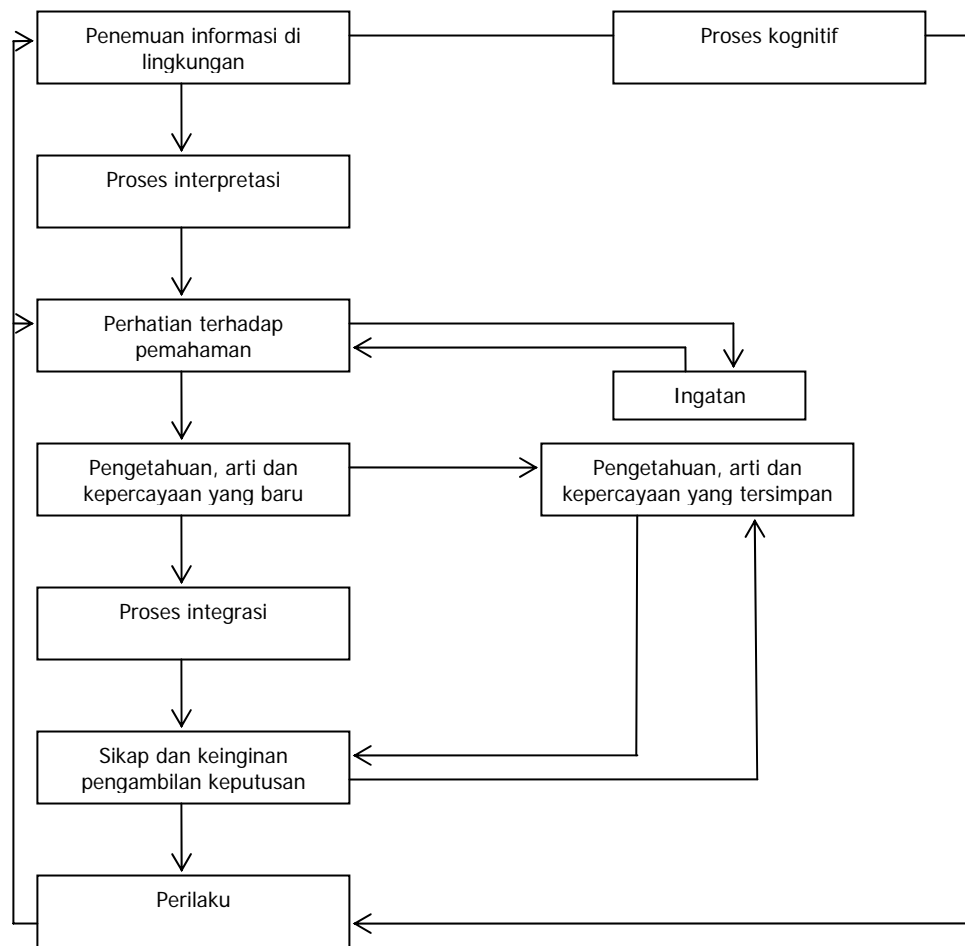 Penemuan informasi di
lingkungan
Proses kognitif
Proses interpretasi
Perhatian terhadap
pemahaman
Ingatan
Pengetahuan, arti dan
kepercayaan yang baru
Pengetahuan, arti dan
kepercayaan yang tersimpan
Proses integrasi
Sikap dan keinginan
pengambilan keputusan
Perilaku